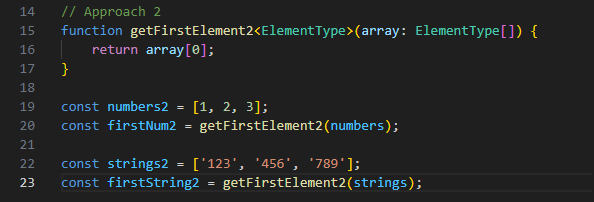 14 // Approach 2
15 function getFirstElement2<ElementType>(array: ElementType[]) {
16     return array[0];
17 }
18
19 const numbers2 = [1, 2, 3];
20 const firstNum2 = getFirstElement2(numbers);
21
22 const strings2 = ['123', '456', '789'];
23 const firstString2 = getFirstElement2(strings);